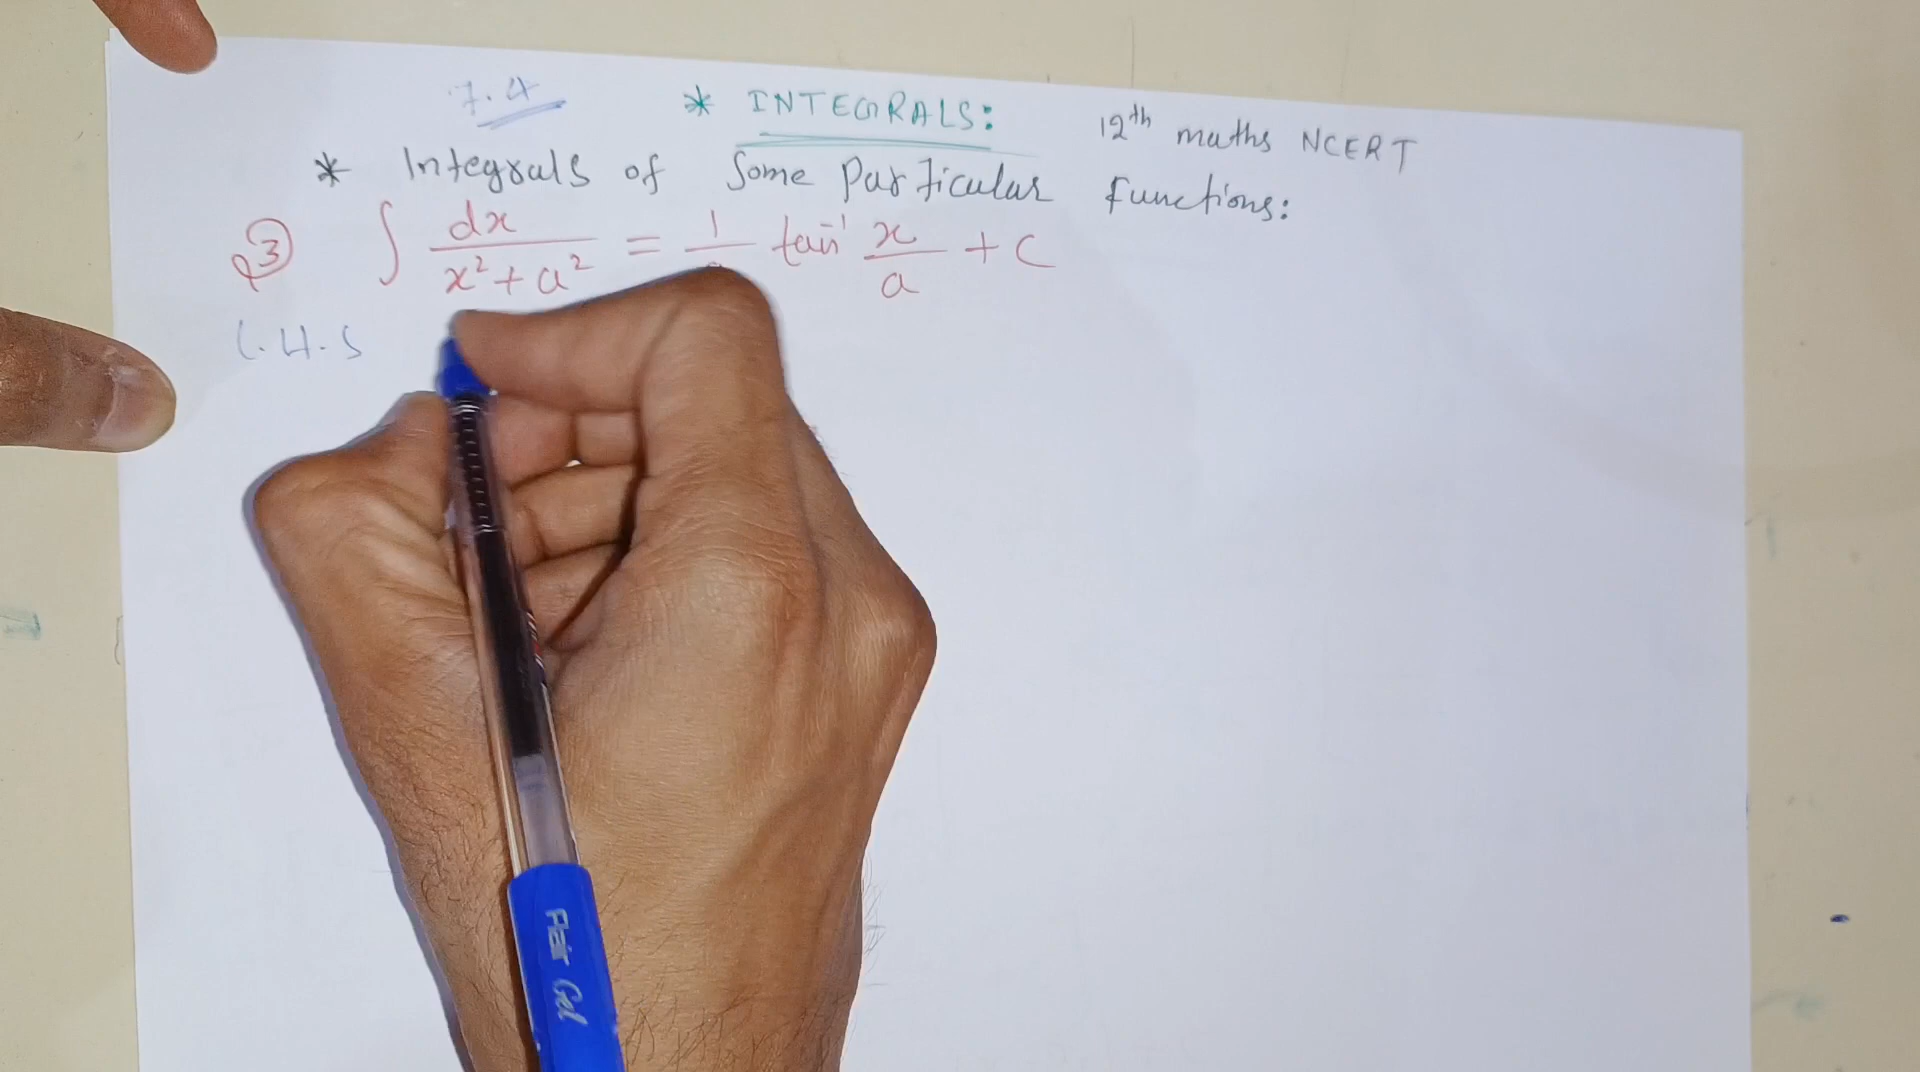 7.4 * INTEGRALS: 12th maths NCERT
* Integrals of Some Particular functions:
3 ∫ dx / x² + a² = 1 / tan⁻¹ x / a + C
L.H.S
Flair Gel